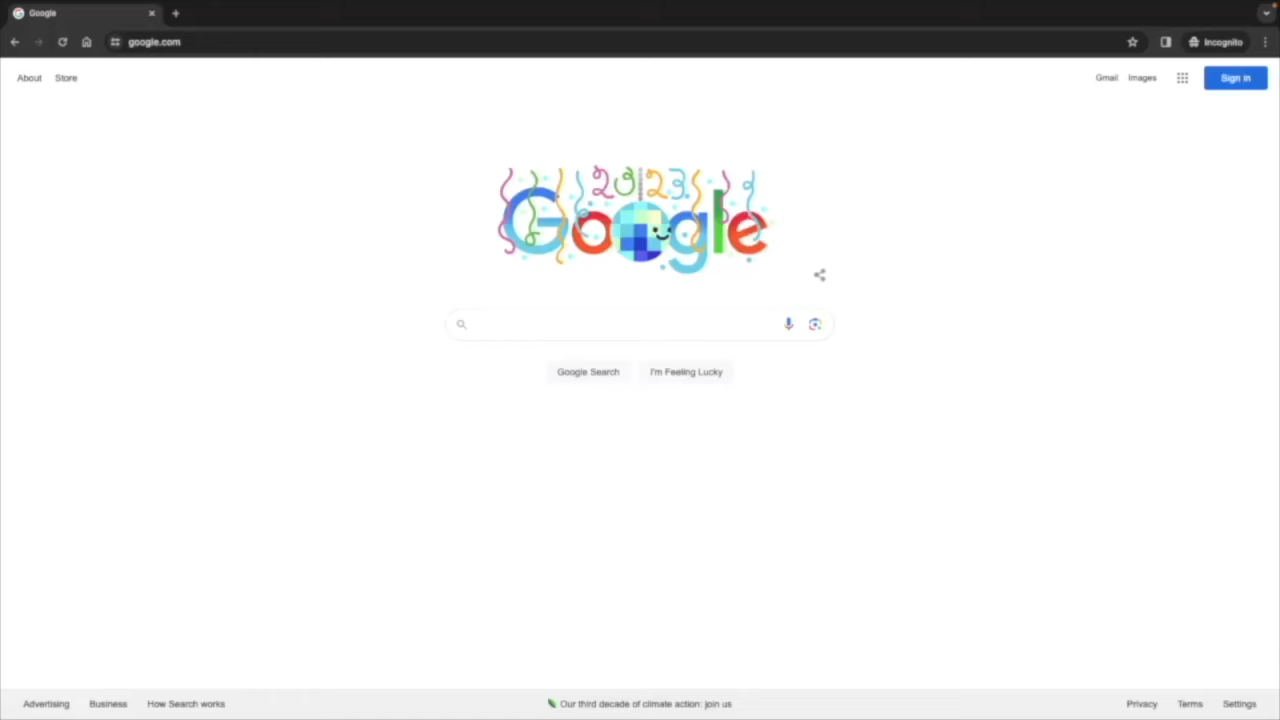 Google
google.com
Incognito
About Store
Gmail Images
Sign in
2023
Google
Google Search
I'm Feeling Lucky
Advertising Business How Search works
Our third decade of climate action: join us
Privacy Terms Settings